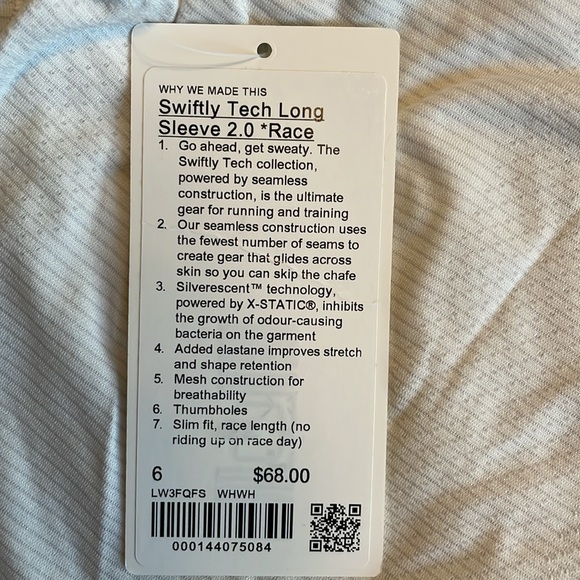 WHY WE MADE THIS
Swiftly Tech Long
Sleeve 2.0 *Race
1. Go ahead, get sweaty. The
Swiftly Tech collection,
powered by seamless
construction, is the ultimate
gear for running and training
2. Our seamless construction uses
the fewest number of seams to
create gear that glides across
skin so you can skip the chafe
3. Silverescent™ technology,
powered by X-STATIC®, inhibits
the growth of odour-causing
bacteria on the garment
4. Added elastane improves stretch
and shape retention
5. Mesh construction for
breathability
6. Thumbholes
7. Slim fit, race length (no
riding up on race day)
6 $68.00
LW3FQFS WHWH
000144075084